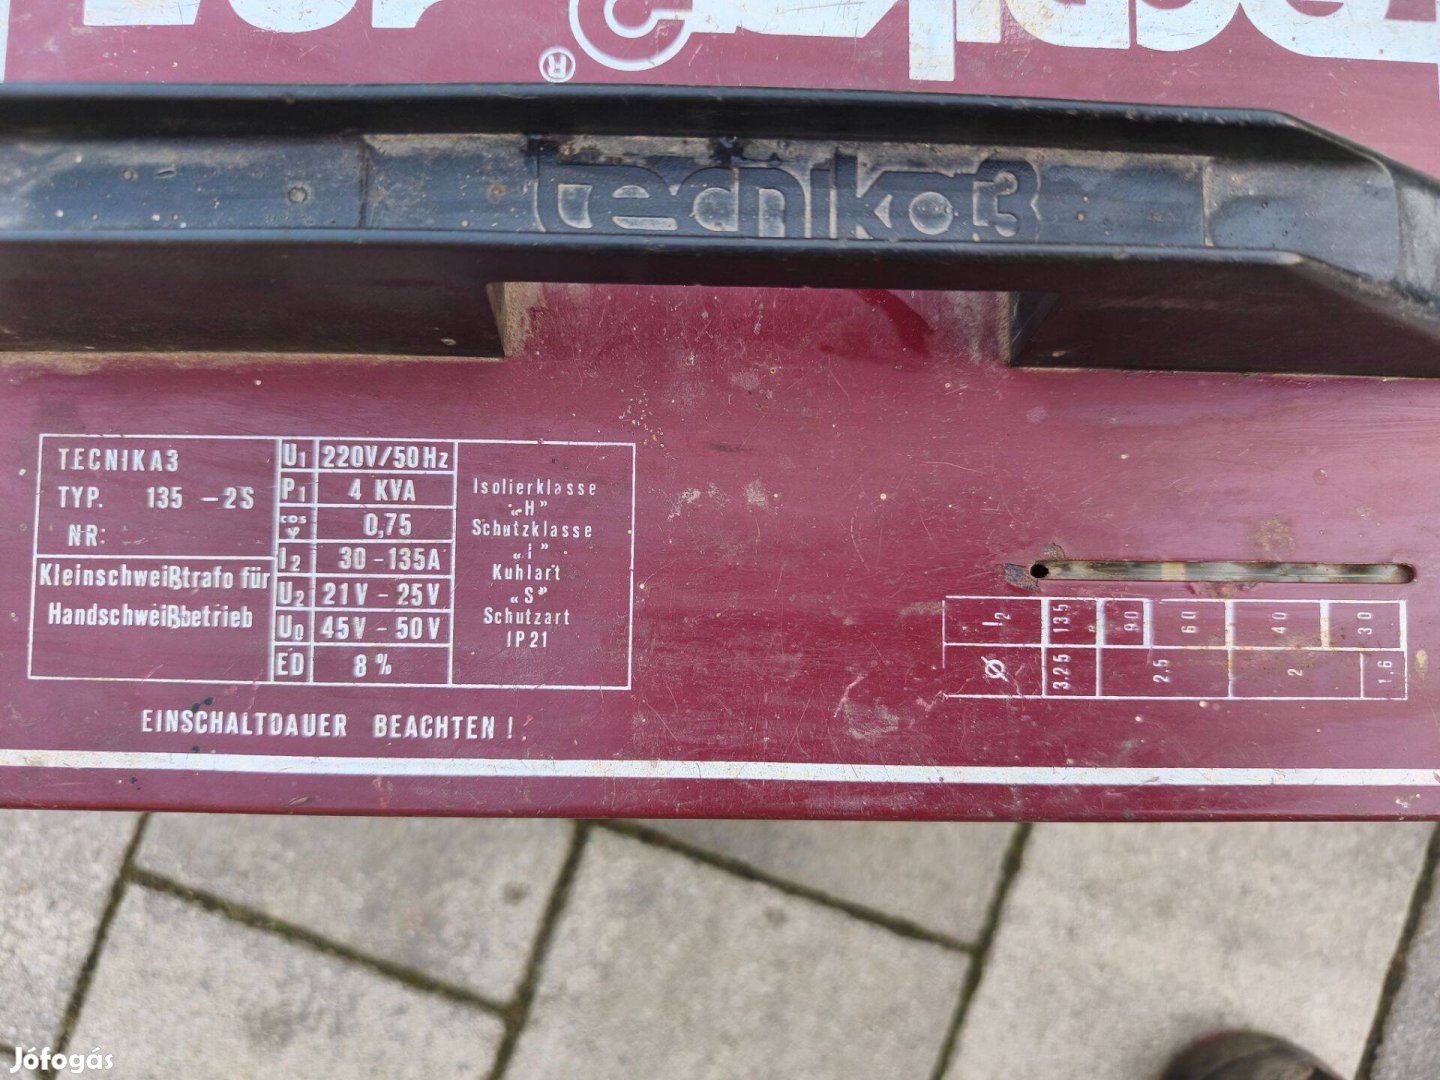 ®
tecnika3
TECNIKA3
TYP. 135 -2S
NR:
Kleinschweißtrafo für
Handschweißbetrieb
U1 220V/50Hz
P1 4 KVA
cos φ 0,75
I2 30-135A
U2 21V-25V
U0 45V-50V
ED 8%
Isolierklasse
„H"
Schutzklasse
„I"
Kuhlart
„S"
Schutzart
IP21
EINSCHALTDAUER BEACHTEN!
I2 135 90 60 40 30
Ø 3,25 2,5 2 1,6
Jófogás